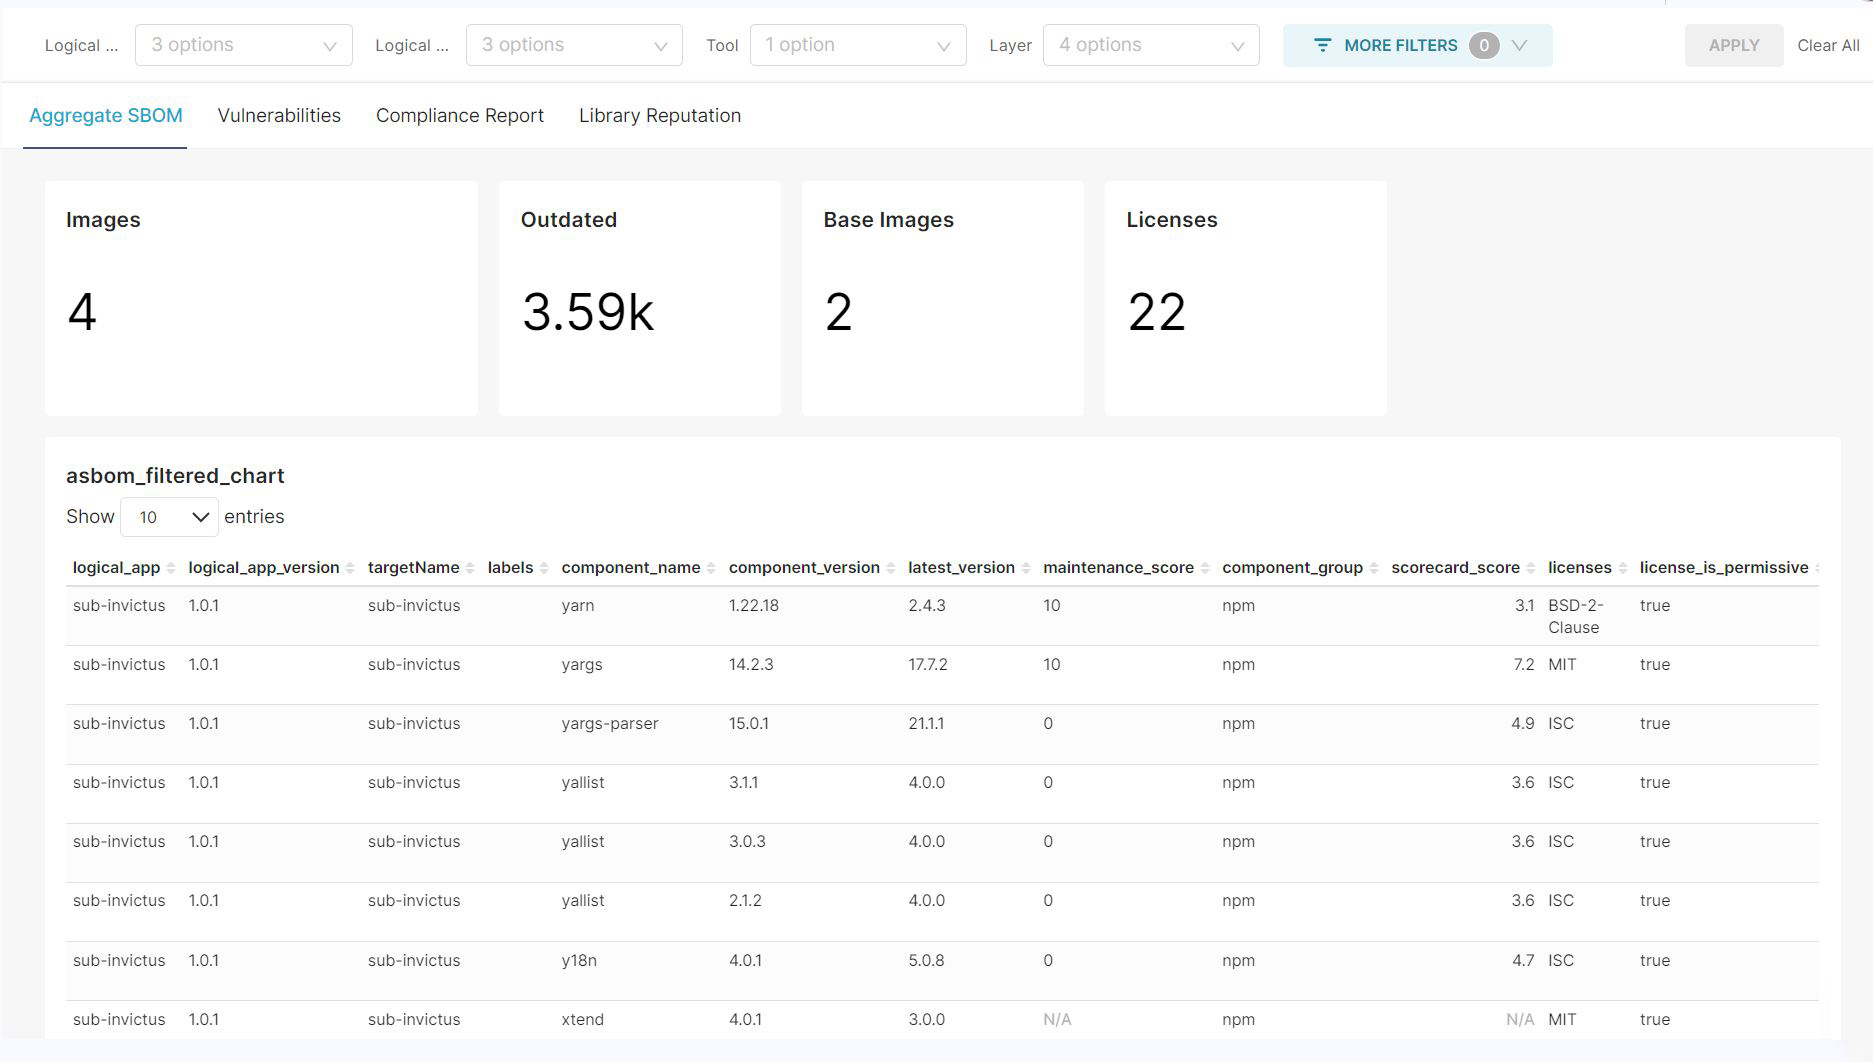 Logical ... 3 options Logical ... 3 options Tool 1 option Layer 4 options MORE FILTERS 0 APPLY Clear All
Aggregate SBOM Vulnerabilities Compliance Report Library Reputation
Images Outdated Base Images Licenses
4 3.59k 2 22
asbom_filtered_chart
Show 10 entries
logical_app logical_app_version targetName labels component_name component_version latest_version maintenance_score component_group scorecard_score licenses license_is_permissive
sub-invictus 1.0.1 sub-invictus yarn 1.22.18 2.4.3 10 npm 3.1 BSD-2-
Clause true
sub-invictus 1.0.1 sub-invictus yargs 14.2.3 17.7.2 10 npm 7.2 MIT true
sub-invictus 1.0.1 sub-invictus yargs-parser 15.0.1 21.1.1 0 npm 4.9 ISC true
sub-invictus 1.0.1 sub-invictus yallist 3.1.1 4.0.0 0 npm 3.6 ISC true
sub-invictus 1.0.1 sub-invictus yallist 3.0.3 4.0.0 0 npm 3.6 ISC true
sub-invictus 1.0.1 sub-invictus yallist 2.1.2 4.0.0 0 npm 3.6 ISC true
sub-invictus 1.0.1 sub-invictus y18n 4.0.1 5.0.8 0 npm 4.7 ISC true
sub-invictus 1.0.1 sub-invictus xtend 4.0.1 3.0.0 N/A npm N/A MIT true